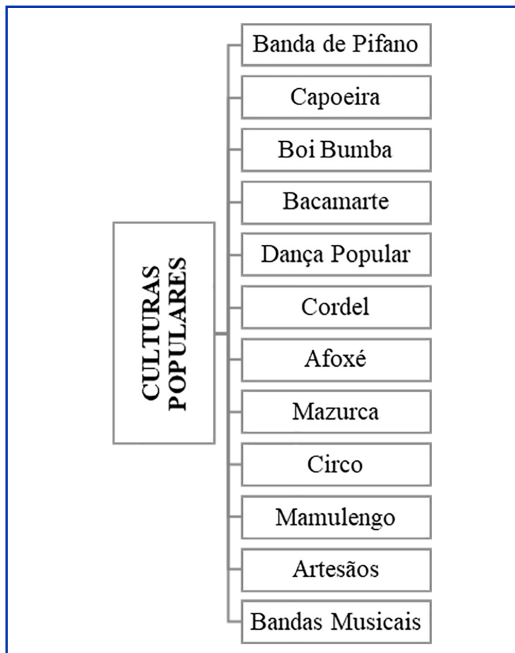 CULTURAS
POPULARES
Banda de Pifano
Capoeira
Boi Bumba
Bacamarte
Dança Popular
Cordel
Afoxé
Mazurca
Circo
Mamulengo
Artesãos
Bandas Musicais